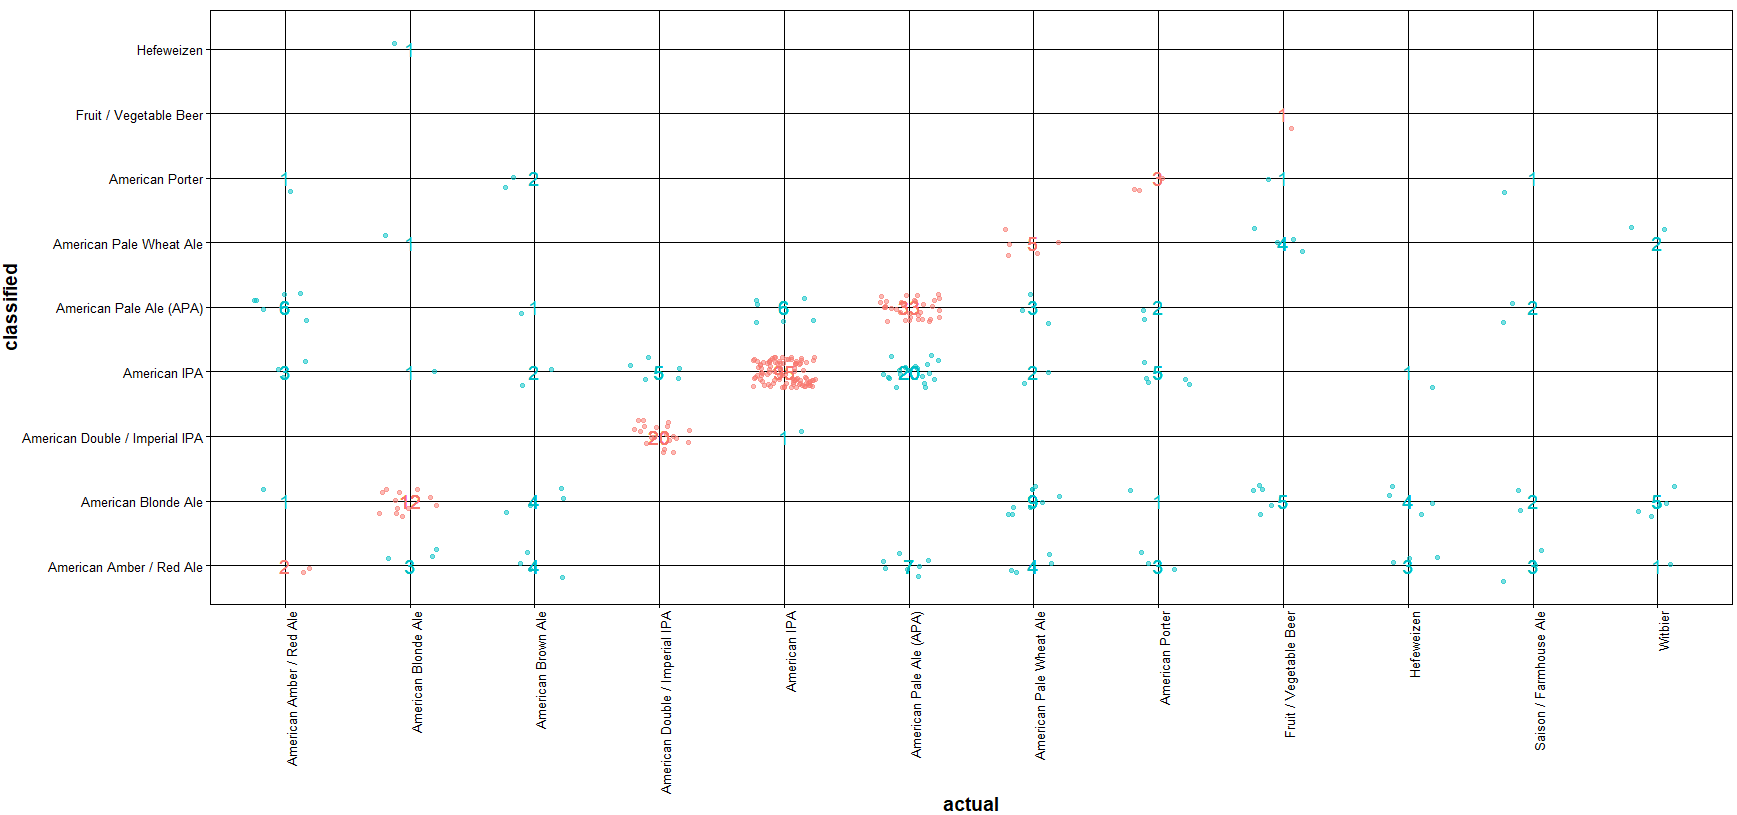 Hefeweizen
1
Fruit / Vegetable Beer
1
American Porter
1 2 3 1 1
American Pale Wheat Ale
1 5 4 2
American Pale Ale (APA)
6 1 6 3 2 2
American IPA
3 1 2 5 20 2 5 1
American Double / Imperial IPA
20 1
American Blonde Ale
1 12 4 9 1 5 4 2 5
American Amber / Red Ale
2 3 4 7 4 3 3 3 1
classified
American Amber / Red Ale
American Blonde Ale
American Brown Ale
American Double / Imperial IPA
American IPA
American Pale Ale (APA)
American Pale Wheat Ale
American Porter
Fruit / Vegetable Beer
Hefeweizen
Saison / Farmhouse Ale
Witbier
actual